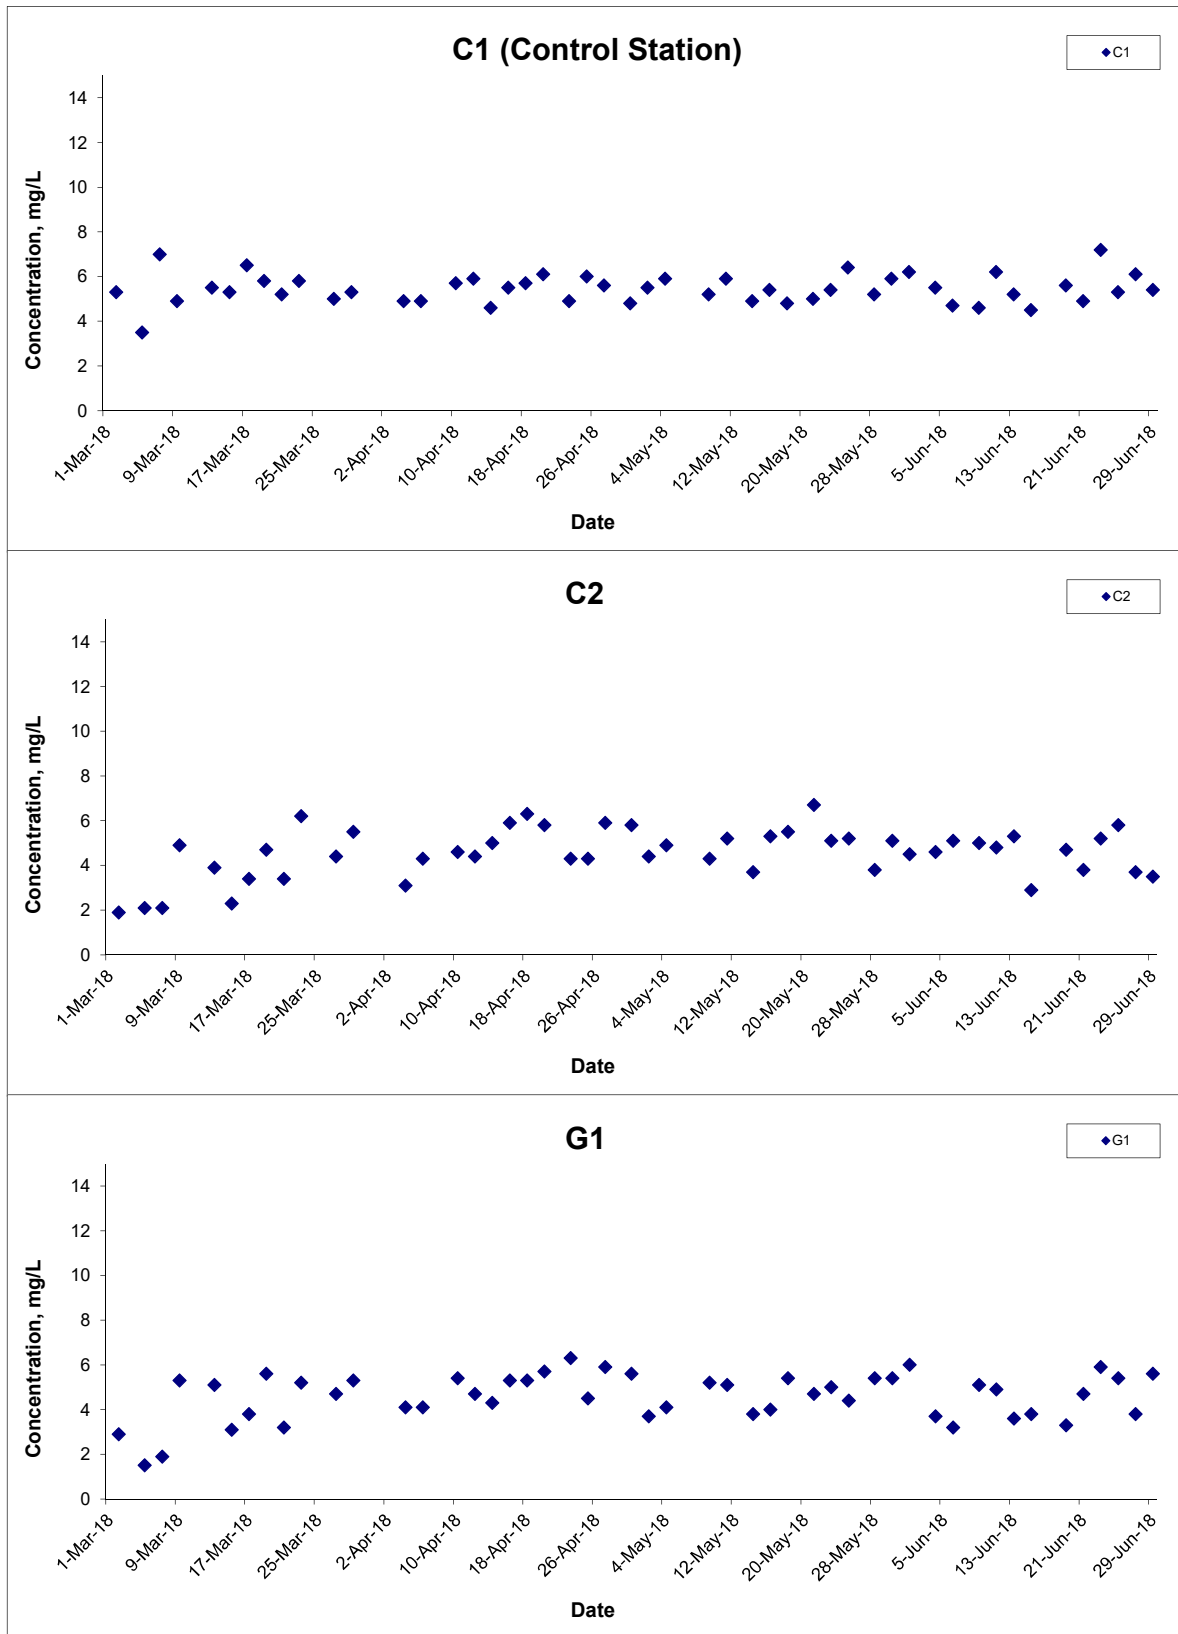 C1 (Control Station)
C1
Concentration, mg/L
14
12
10
8
6
4
2
0
1-Mar-18
9-Mar-18
17-Mar-18
25-Mar-18
2-Apr-18
10-Apr-18
18-Apr-18
26-Apr-18
4-May-18
12-May-18
20-May-18
28-May-18
5-Jun-18
13-Jun-18
21-Jun-18
29-Jun-18
Date
C2
C2
Concentration, mg/L
14
12
10
8
6
4
2
0
1-Mar-18
9-Mar-18
17-Mar-18
25-Mar-18
2-Apr-18
10-Apr-18
18-Apr-18
26-Apr-18
4-May-18
12-May-18
20-May-18
28-May-18
5-Jun-18
13-Jun-18
21-Jun-18
29-Jun-18
Date
G1
G1
Concentration, mg/L
14
12
10
8
6
4
2
0
1-Mar-18
9-Mar-18
17-Mar-18
25-Mar-18
2-Apr-18
10-Apr-18
18-Apr-18
26-Apr-18
4-May-18
12-May-18
20-May-18
28-May-18
5-Jun-18
13-Jun-18
21-Jun-18
29-Jun-18
Date